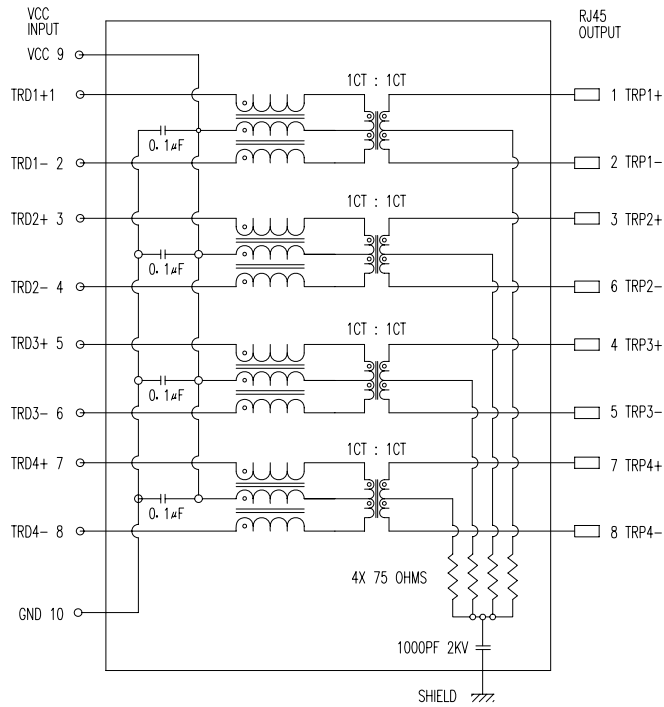 VCC
INPUT
RJ45
OUTPUT
VCC 9
1CT : 1CT
TRD1+1
1 TRP1+
0.1µF
TRD1- 2
2 TRP1-
1CT : 1CT
TRD2+ 3
3 TRP2+
0.1µF
TRD2- 4
6 TRP2-
1CT : 1CT
TRD3+ 5
4 TRP3+
0.1µF
TRD3- 6
5 TRP3-
1CT : 1CT
TRD4+ 7
7 TRP4+
0.1µF
TRD4- 8
8 TRP4-
4X 75 OHMS
GND 10
1000PF 2KV
SHIELD